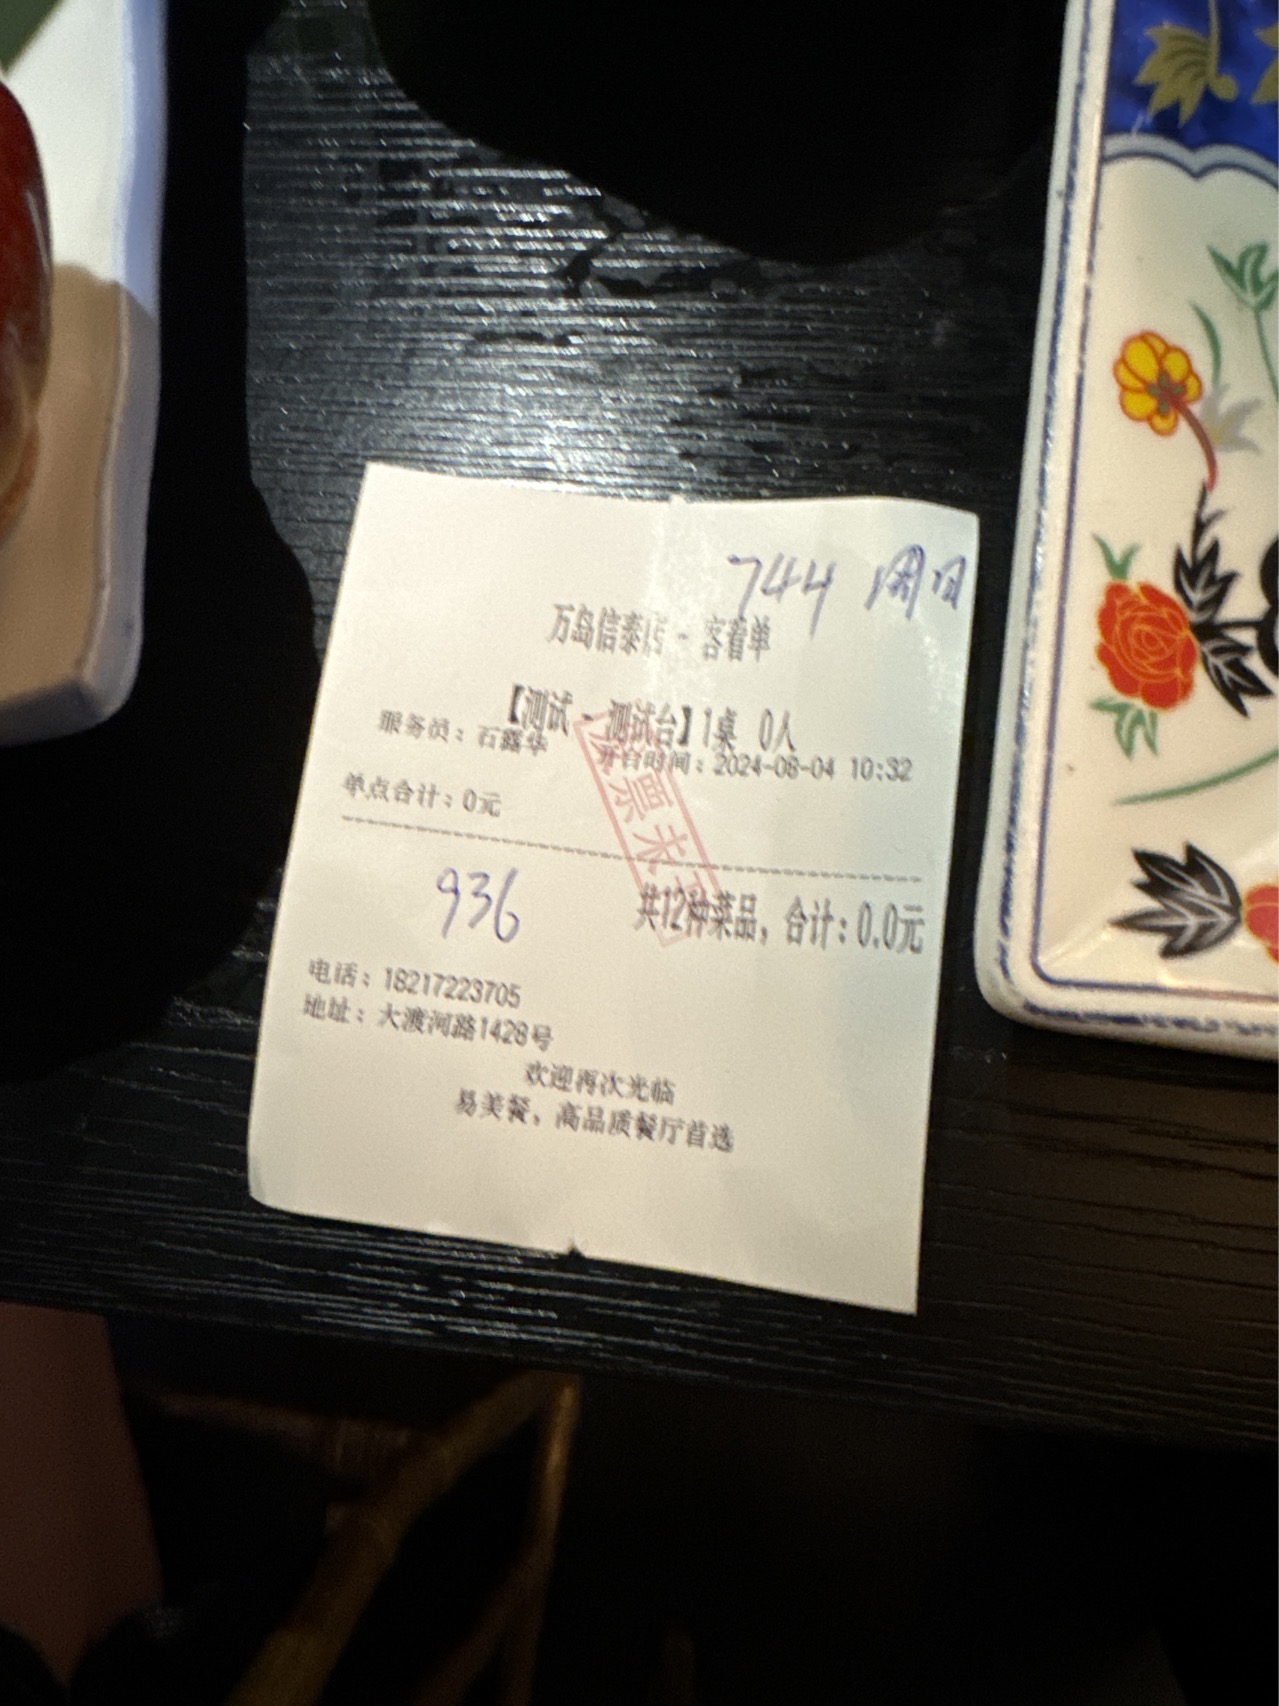 744 周日
万岛信泰店 - 客看单
【测试 - 测试台】1桌 0人
服务员：石露华 开台时间：2024-08-04 10:32
单点合计：0元
发票未
936
共12种菜品，合计：0.0元
电话：18217223705
地址：大渡河路1428号
欢迎再次光临
易美餐，高品质餐厅首选